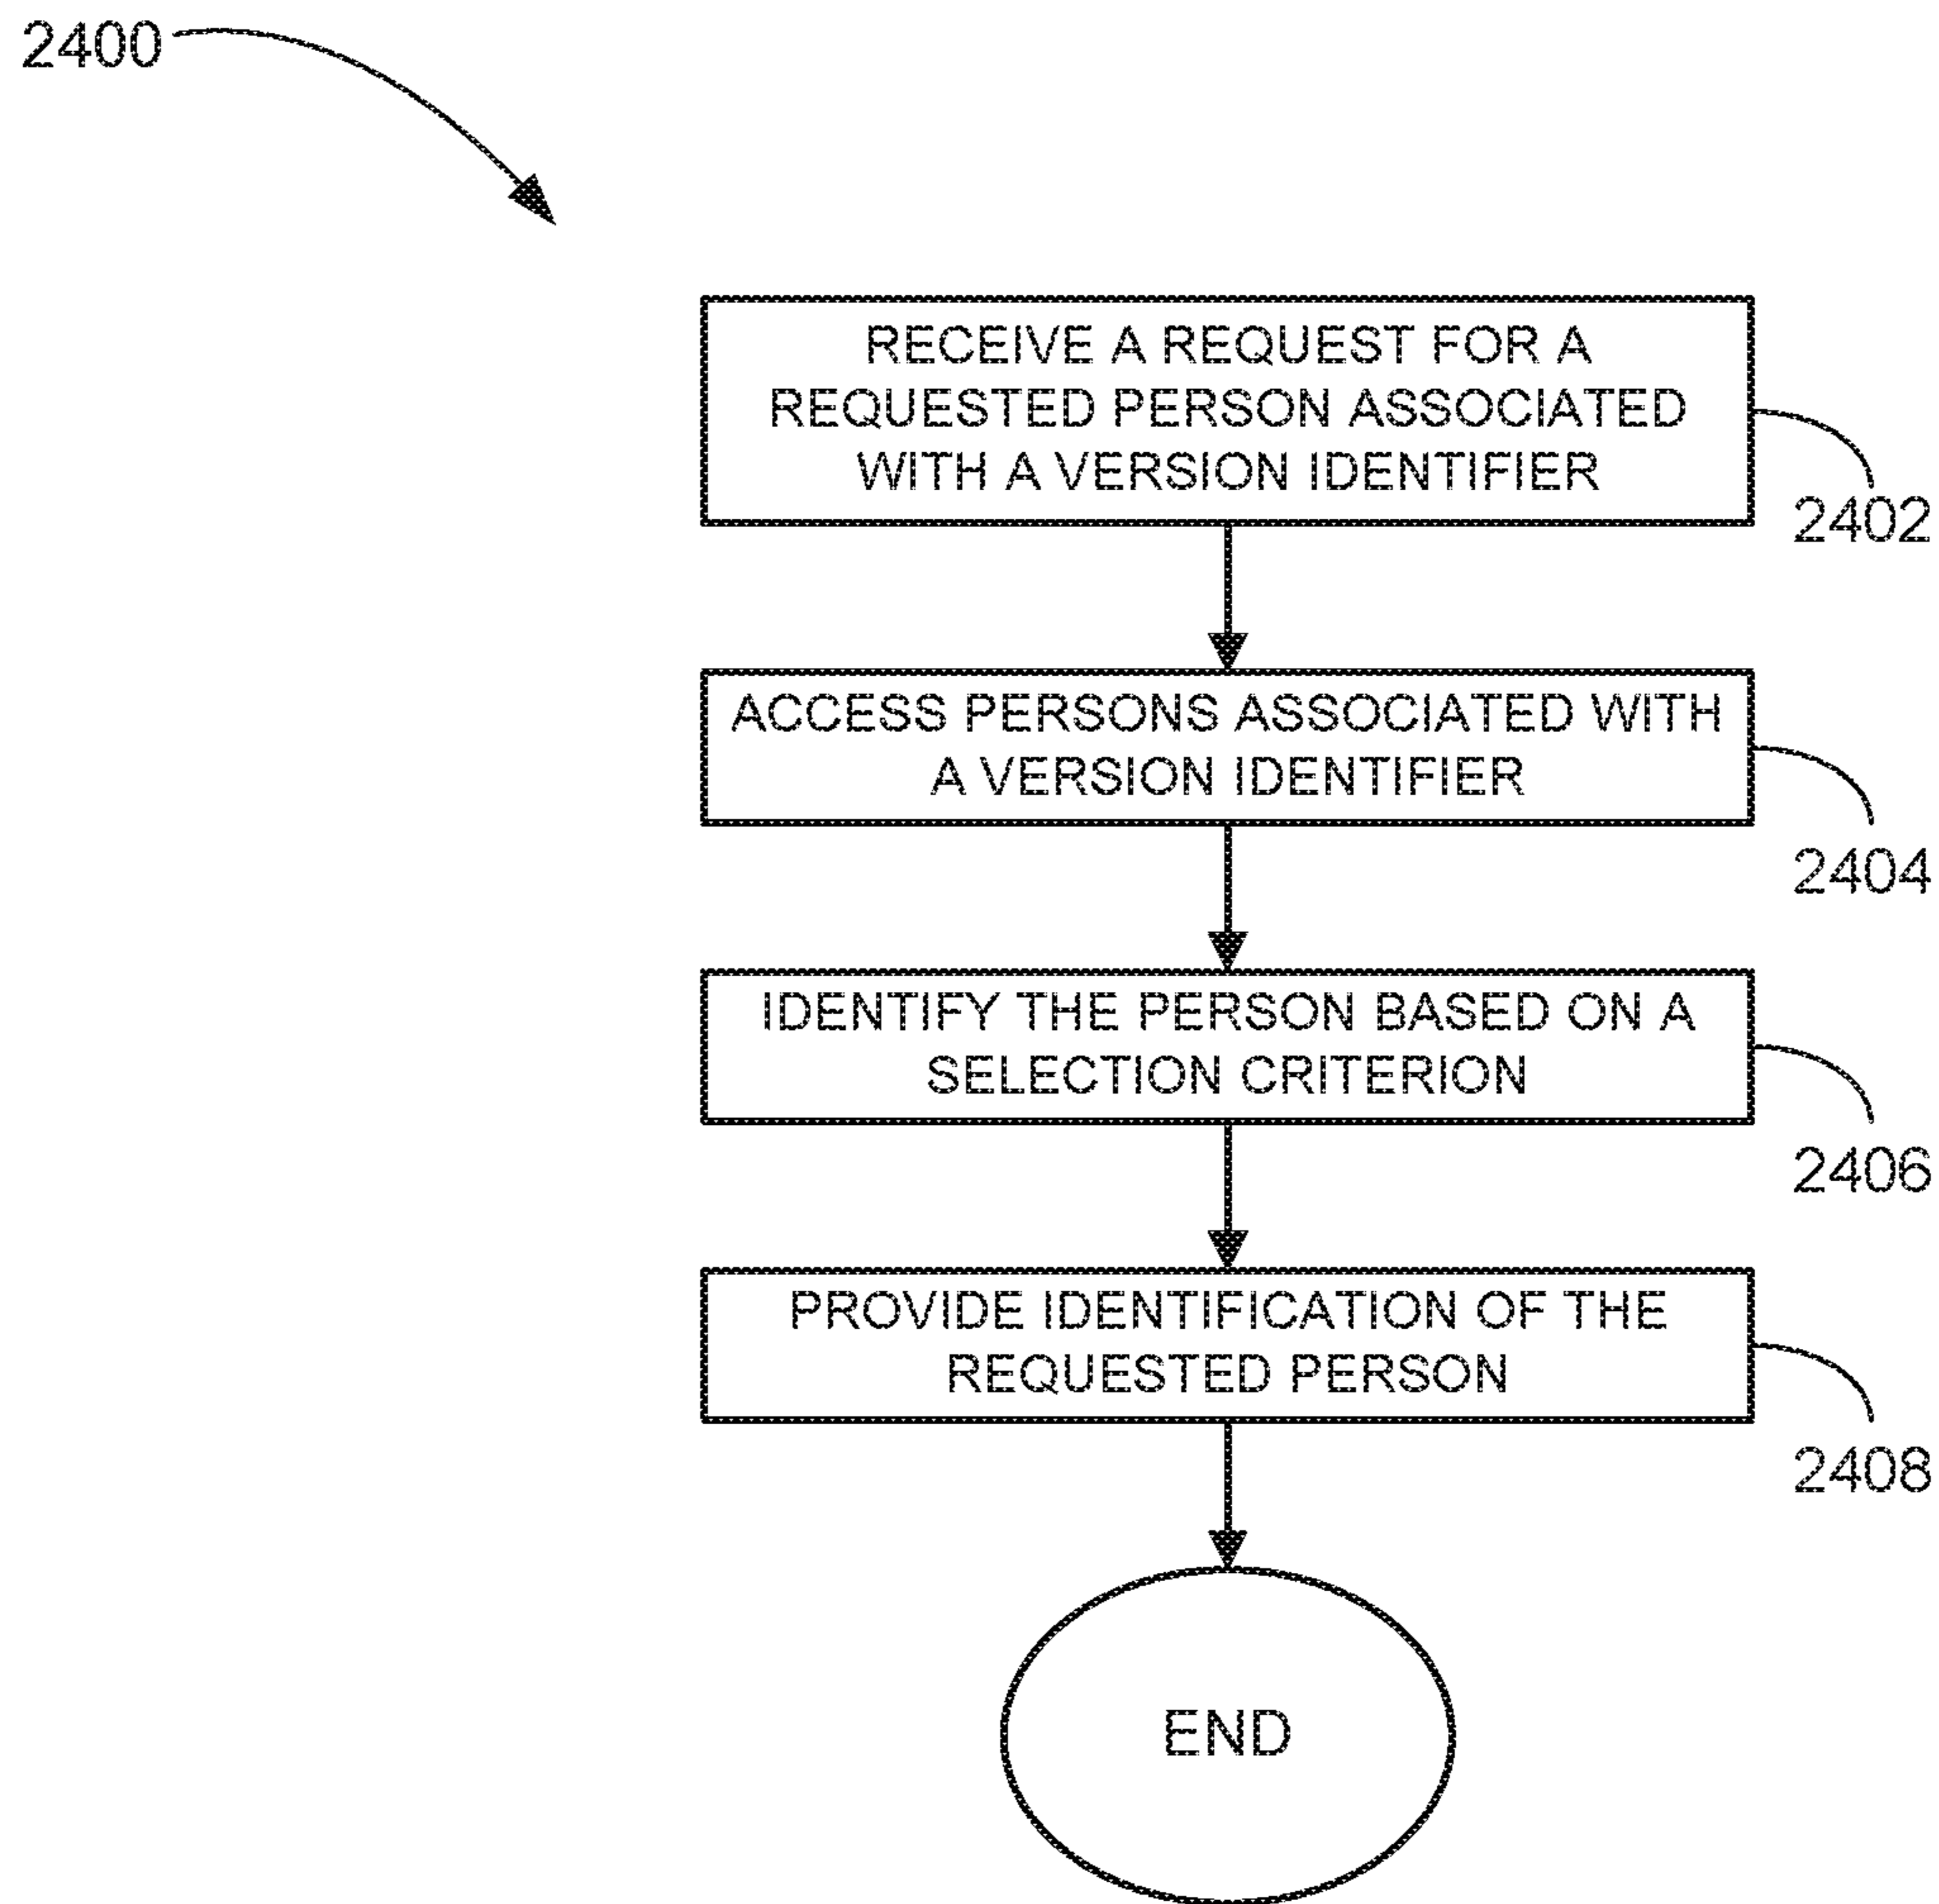 2400
RECEIVE A REQUEST FOR A
REQUESTED PERSON ASSOCIATED
WITH A VERSION IDENTIFIER
2402
ACCESS PERSONS ASSOCIATED WITH
A VERSION IDENTIFIER
2404
IDENTIFY THE PERSON BASED ON A
SELECTION CRITERION
2406
PROVIDE IDENTIFICATION OF THE
REQUESTED PERSON
2408
END